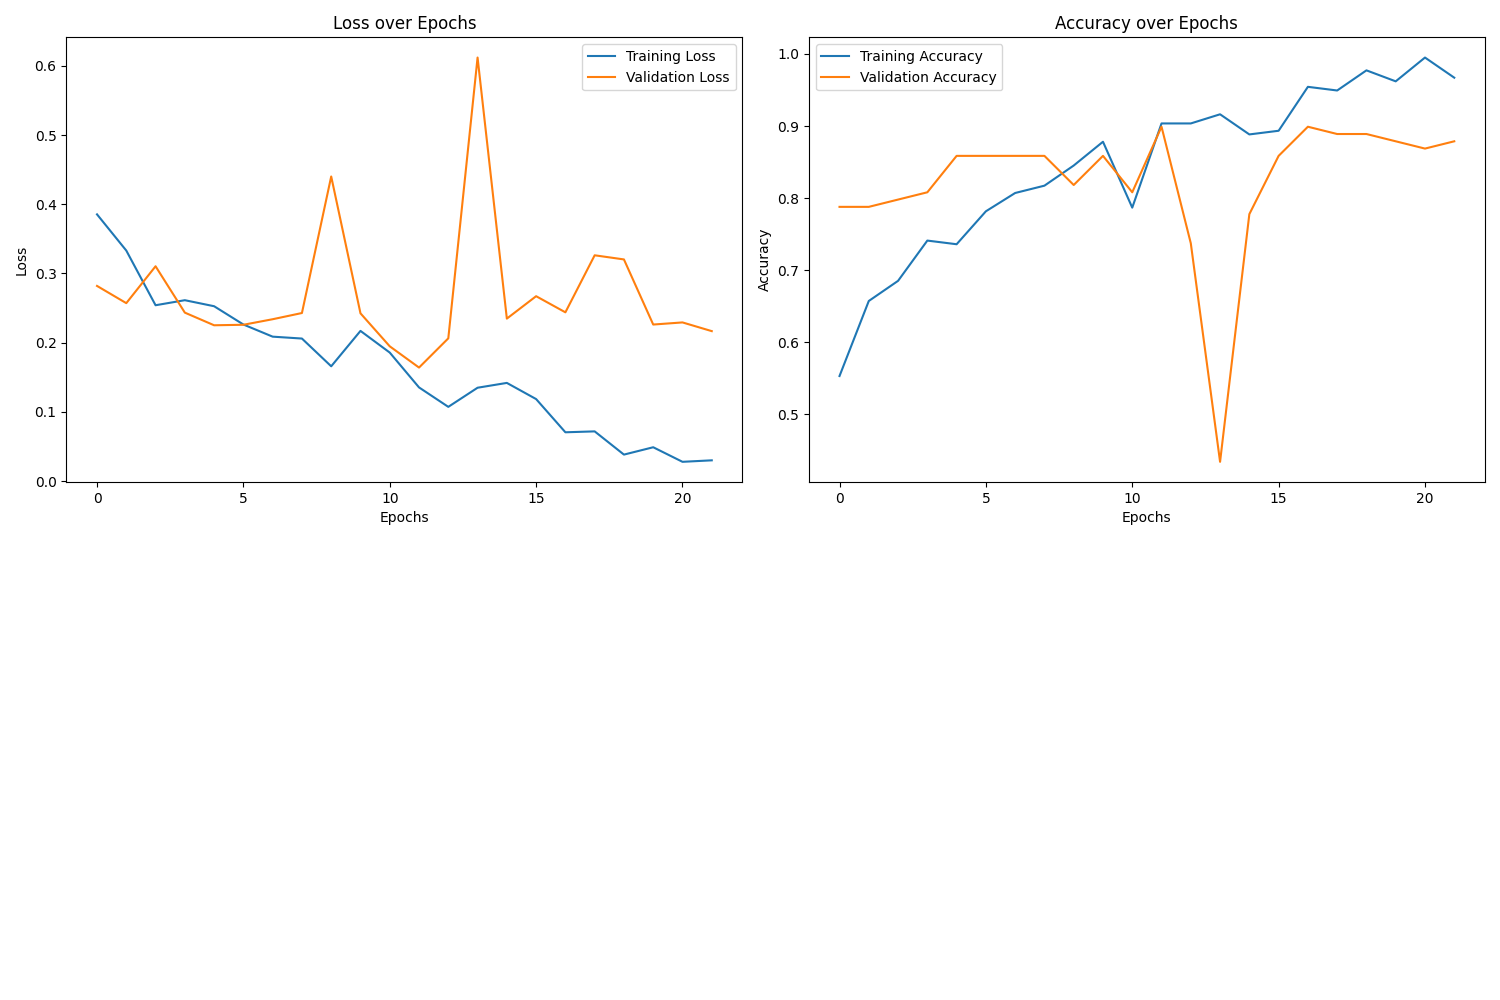 Loss over Epochs
Training Loss
Validation Loss
0.6
0.5
0.4
0.3
0.2
0.1
0.0
Loss
0 5 10 15 20
Epochs
Accuracy over Epochs
Training Accuracy
Validation Accuracy
1.0
0.9
0.8
0.7
0.6
0.5
Accuracy
0 5 10 15 20
Epochs